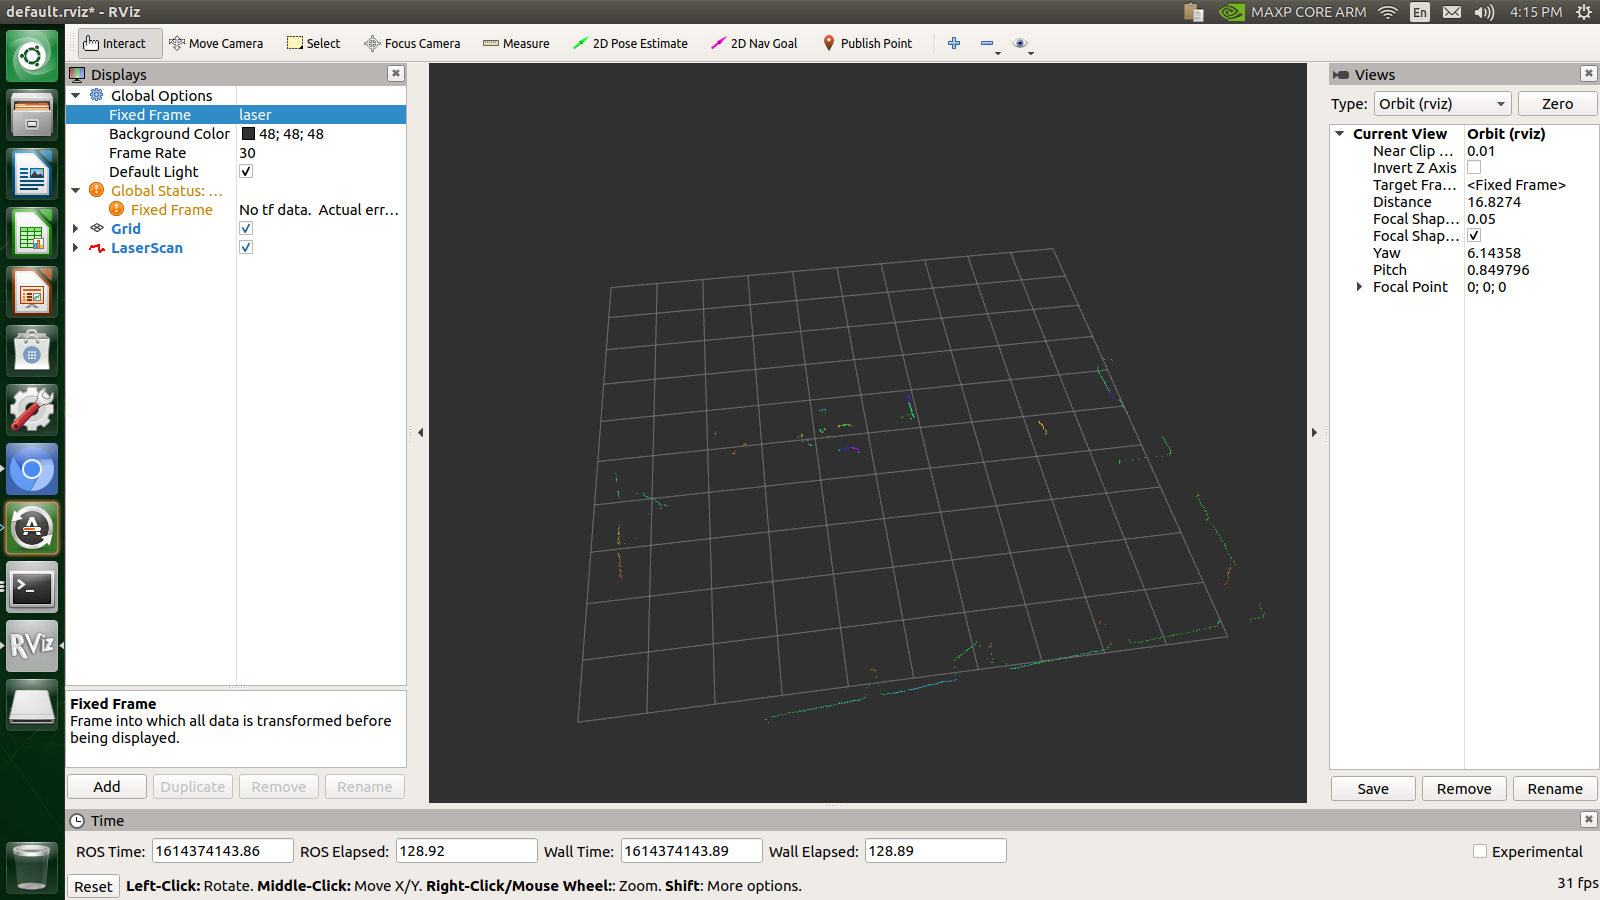 default.rviz* - RViz
MAXP CORE ARM
En
4:15 PM
Interact
Move Camera
Select
Focus Camera
Measure
2D Pose Estimate
2D Nav Goal
Publish Point
Displays
Global Options
Fixed Frame laser
Background Color 48; 48; 48
Frame Rate 30
Default Light
Global Status: ...
Fixed Frame No tf data. Actual err...
Grid
LaserScan
Fixed Frame
Frame into which all data is transformed before
being displayed.
Add Duplicate Remove Rename
Views
Type: Orbit (rviz) Zero
Current View Orbit (rviz)
Near Clip ... 0.01
Invert Z Axis
Target Fra... <Fixed Frame>
Distance 16.8274
Focal Shap... 0.05
Focal Shap...
Yaw 6.14358
Pitch 0.849796
Focal Point 0; 0; 0
Save Remove Rename
RViz
Time
ROS Time: 1614374143.86 ROS Elapsed: 128.92 Wall Time: 1614374143.89 Wall Elapsed: 128.89 Experimental
Reset Left-Click: Rotate. Middle-Click: Move X/Y. Right-Click/Mouse Wheel:: Zoom. Shift: More options. 31 fps